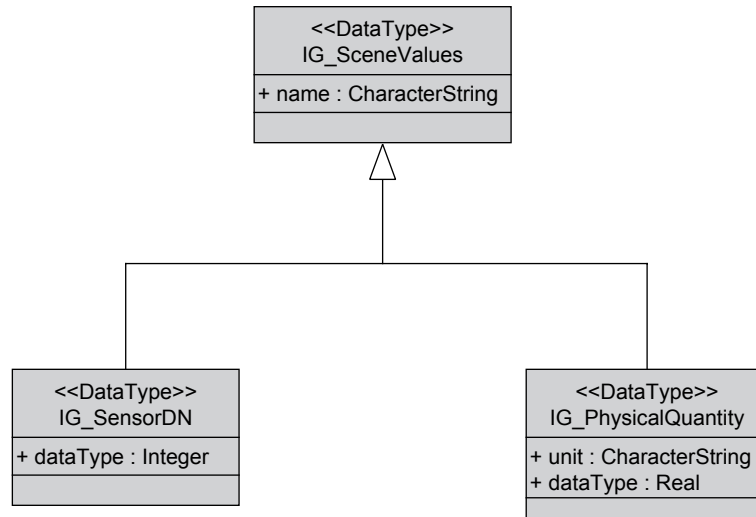 <<DataType>>
IG_SceneValues
+ name : CharacterString
<<DataType>>
IG_SensorDN
+ dataType : Integer
<<DataType>>
IG_PhysicalQuantity
+ unit : CharacterString
+ dataType : Real